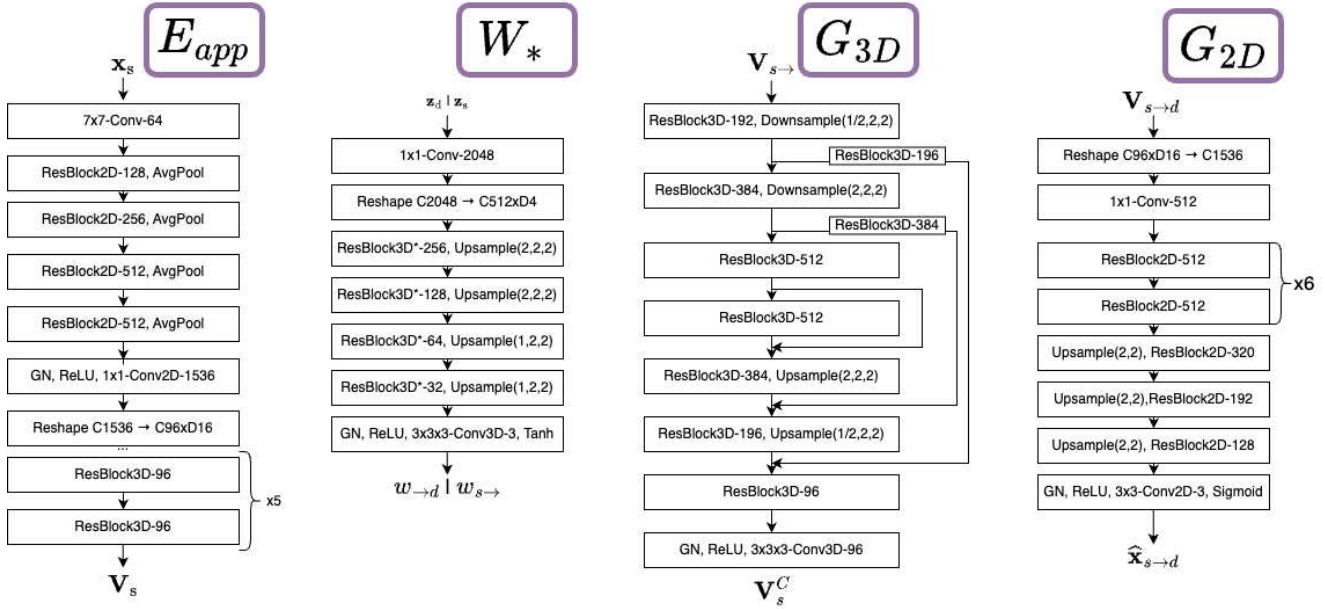 E_app
x_s
7x7-Conv-64
ResBlock2D-128, AvgPool
ResBlock2D-256, AvgPool
ResBlock2D-512, AvgPool
ResBlock2D-512, AvgPool
GN, ReLU, 1x1-Conv2D-1536
Reshape C1536 → C96xD16
...
ResBlock3D-96
x5
ResBlock3D-96
V_s
W_*
z_d | z_s
1x1-Conv-2048
Reshape C2048 → C512xD4
ResBlock3D*-256, Upsample(2,2,2)
ResBlock3D*-128, Upsample(2,2,2)
ResBlock3D*-64, Upsample(1,2,2)
ResBlock3D*-32, Upsample(1,2,2)
GN, ReLU, 3x3x3-Conv3D-3, Tanh
w_→d | w_s→
G_3D
V_s→
ResBlock3D-192, Downsample(1/2,2,2)
ResBlock3D-196
ResBlock3D-384, Downsample(2,2,2)
ResBlock3D-384
ResBlock3D-512
ResBlock3D-512
ResBlock3D-384, Upsample(2,2,2)
ResBlock3D-196, Upsample(1/2,2,2)
ResBlock3D-96
GN, ReLU, 3x3x3-Conv3D-96
V_s^C
G_2D
V_s→d
Reshape C96xD16 → C1536
1x1-Conv-512
ResBlock2D-512
x6
ResBlock2D-512
Upsample(2,2), ResBlock2D-320
Upsample(2,2),ResBlock2D-192
Upsample(2,2), ResBlock2D-128
GN, ReLU, 3x3-Conv2D-3, Sigmoid
x̂_s→d